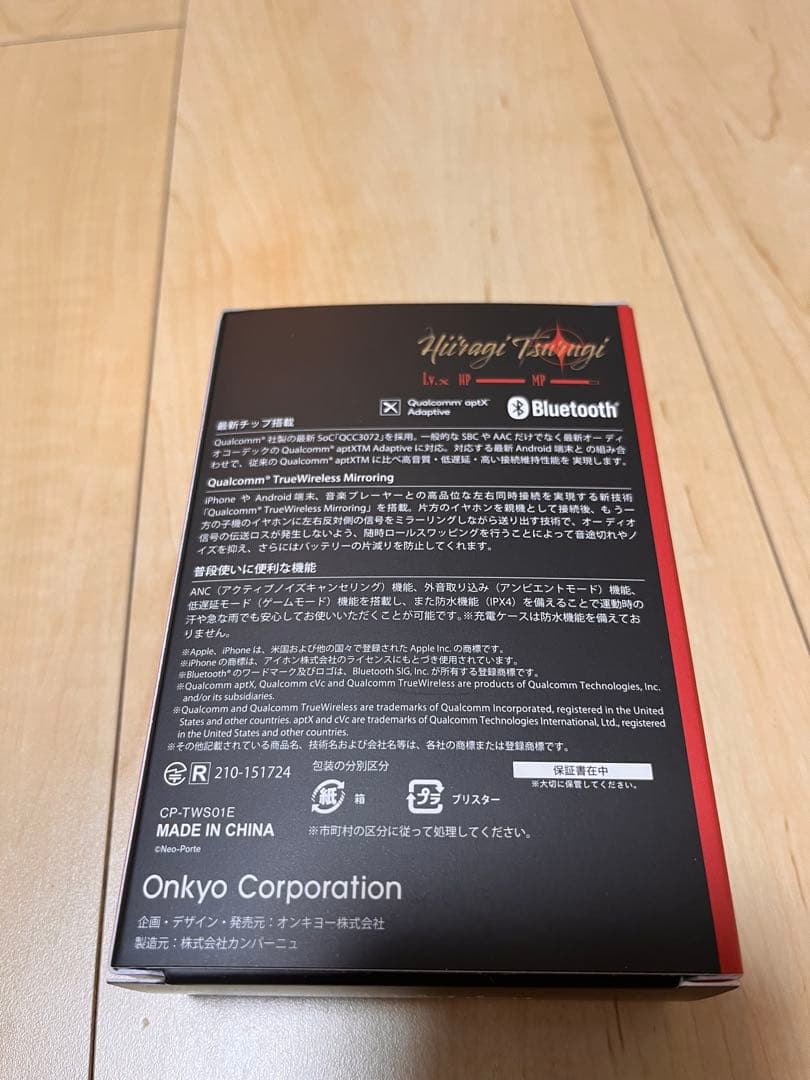 Hiiragi Tsurugi
Lv.x HP MP
Qualcomm® aptX™
Adaptive
Bluetooth®
最新チップ搭載
Qualcomm® 社製の最新 SoC「QCC3072」を採用。一般的な SBC や AAC だけでなく最新オーディ
オコーデックの Qualcomm® aptXTM Adaptive に対応。対応する最新 Android 端末と の組み合
わせで、従来の Qualcomm® aptXTM に比べ高音質・低遅延・高い接続維持性能を 実現します。
Qualcomm® TrueWireless Mirroring
iPhone や Android 端末、音楽プレーヤーとの高品位な左右同時接続を実現する新技術
「Qualcomm® TrueWireless Mirroring」を搭載。片方のイヤホンを親機として接続後、もう一
方の子機のイヤホンに左右反対側の信号をミラーリングしながら送り出す技術で、オーディオ
信号の伝送ロスが発生しないよう、随時ロールスワッピングを行うことによって音途切れやノ
イズを抑え、さらにはバッテリーの片減りを防止してくれます。
普段使いに便利な機能
ANC（アクティブノイズキャンセリング）機能、外音取り込み（アンビエントモード）機能、
低遅延モード（ゲームモード）機能を搭載し、また防水機能（IPX4）を備えることで運動時の
汗や急な雨でも安心してお使いいただくことが可能です。※充電ケースは防水機能を備えてお
りません。
※Apple、iPhone は、米国および他の国々で登録された Apple Inc. の商標です。
※iPhone の商標は、アイホン株式会社のライセンスにもとづき使用されています。
※Bluetooth® のワードマーク及びロゴは、Bluetooth SIG, Inc. が所有する登録商標です。
※Qualcomm aptX, Qualcomm cVc and Qualcomm TrueWireless are products of Qualcomm Technologies, Inc.
and/or its subsidiaries.
※Qualcomm and Qualcomm TrueWireless are trademarks of Qualcomm Incorporated, registered in the United
States and other countries. aptX and cVc are trademarks of Qualcomm Technologies International, Ltd., registered
in the United States and other countries.
※その他記載されている商品名、技術名および会社名等は、各社の商標または登録商標です。
R 210-151724
包装の分別区分
保証書在中
※大切に保管してください。
紙 箱
プラ ブリスター
CP-TWS01E
MADE IN CHINA
※市町村の区分に従って処理してください。
©Neo-Porte
Onkyo Corporation
企画・デザイン・発売元：オンキヨー株式会社
製造元：株式会社カンパーニュ